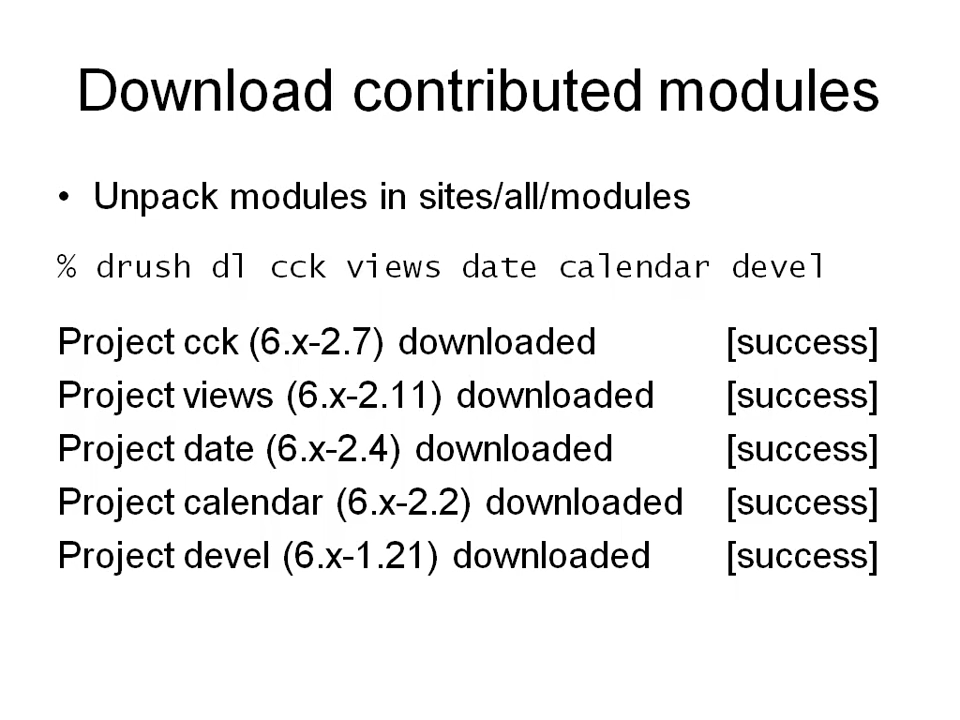 Download contributed modules
• Unpack modules in sites/all/modules
% drush dl cck views date calendar devel
Project cck (6.x-2.7) downloaded [success]
Project views (6.x-2.11) downloaded [success]
Project date (6.x-2.4) downloaded [success]
Project calendar (6.x-2.2) downloaded [success]
Project devel (6.x-1.21) downloaded [success]